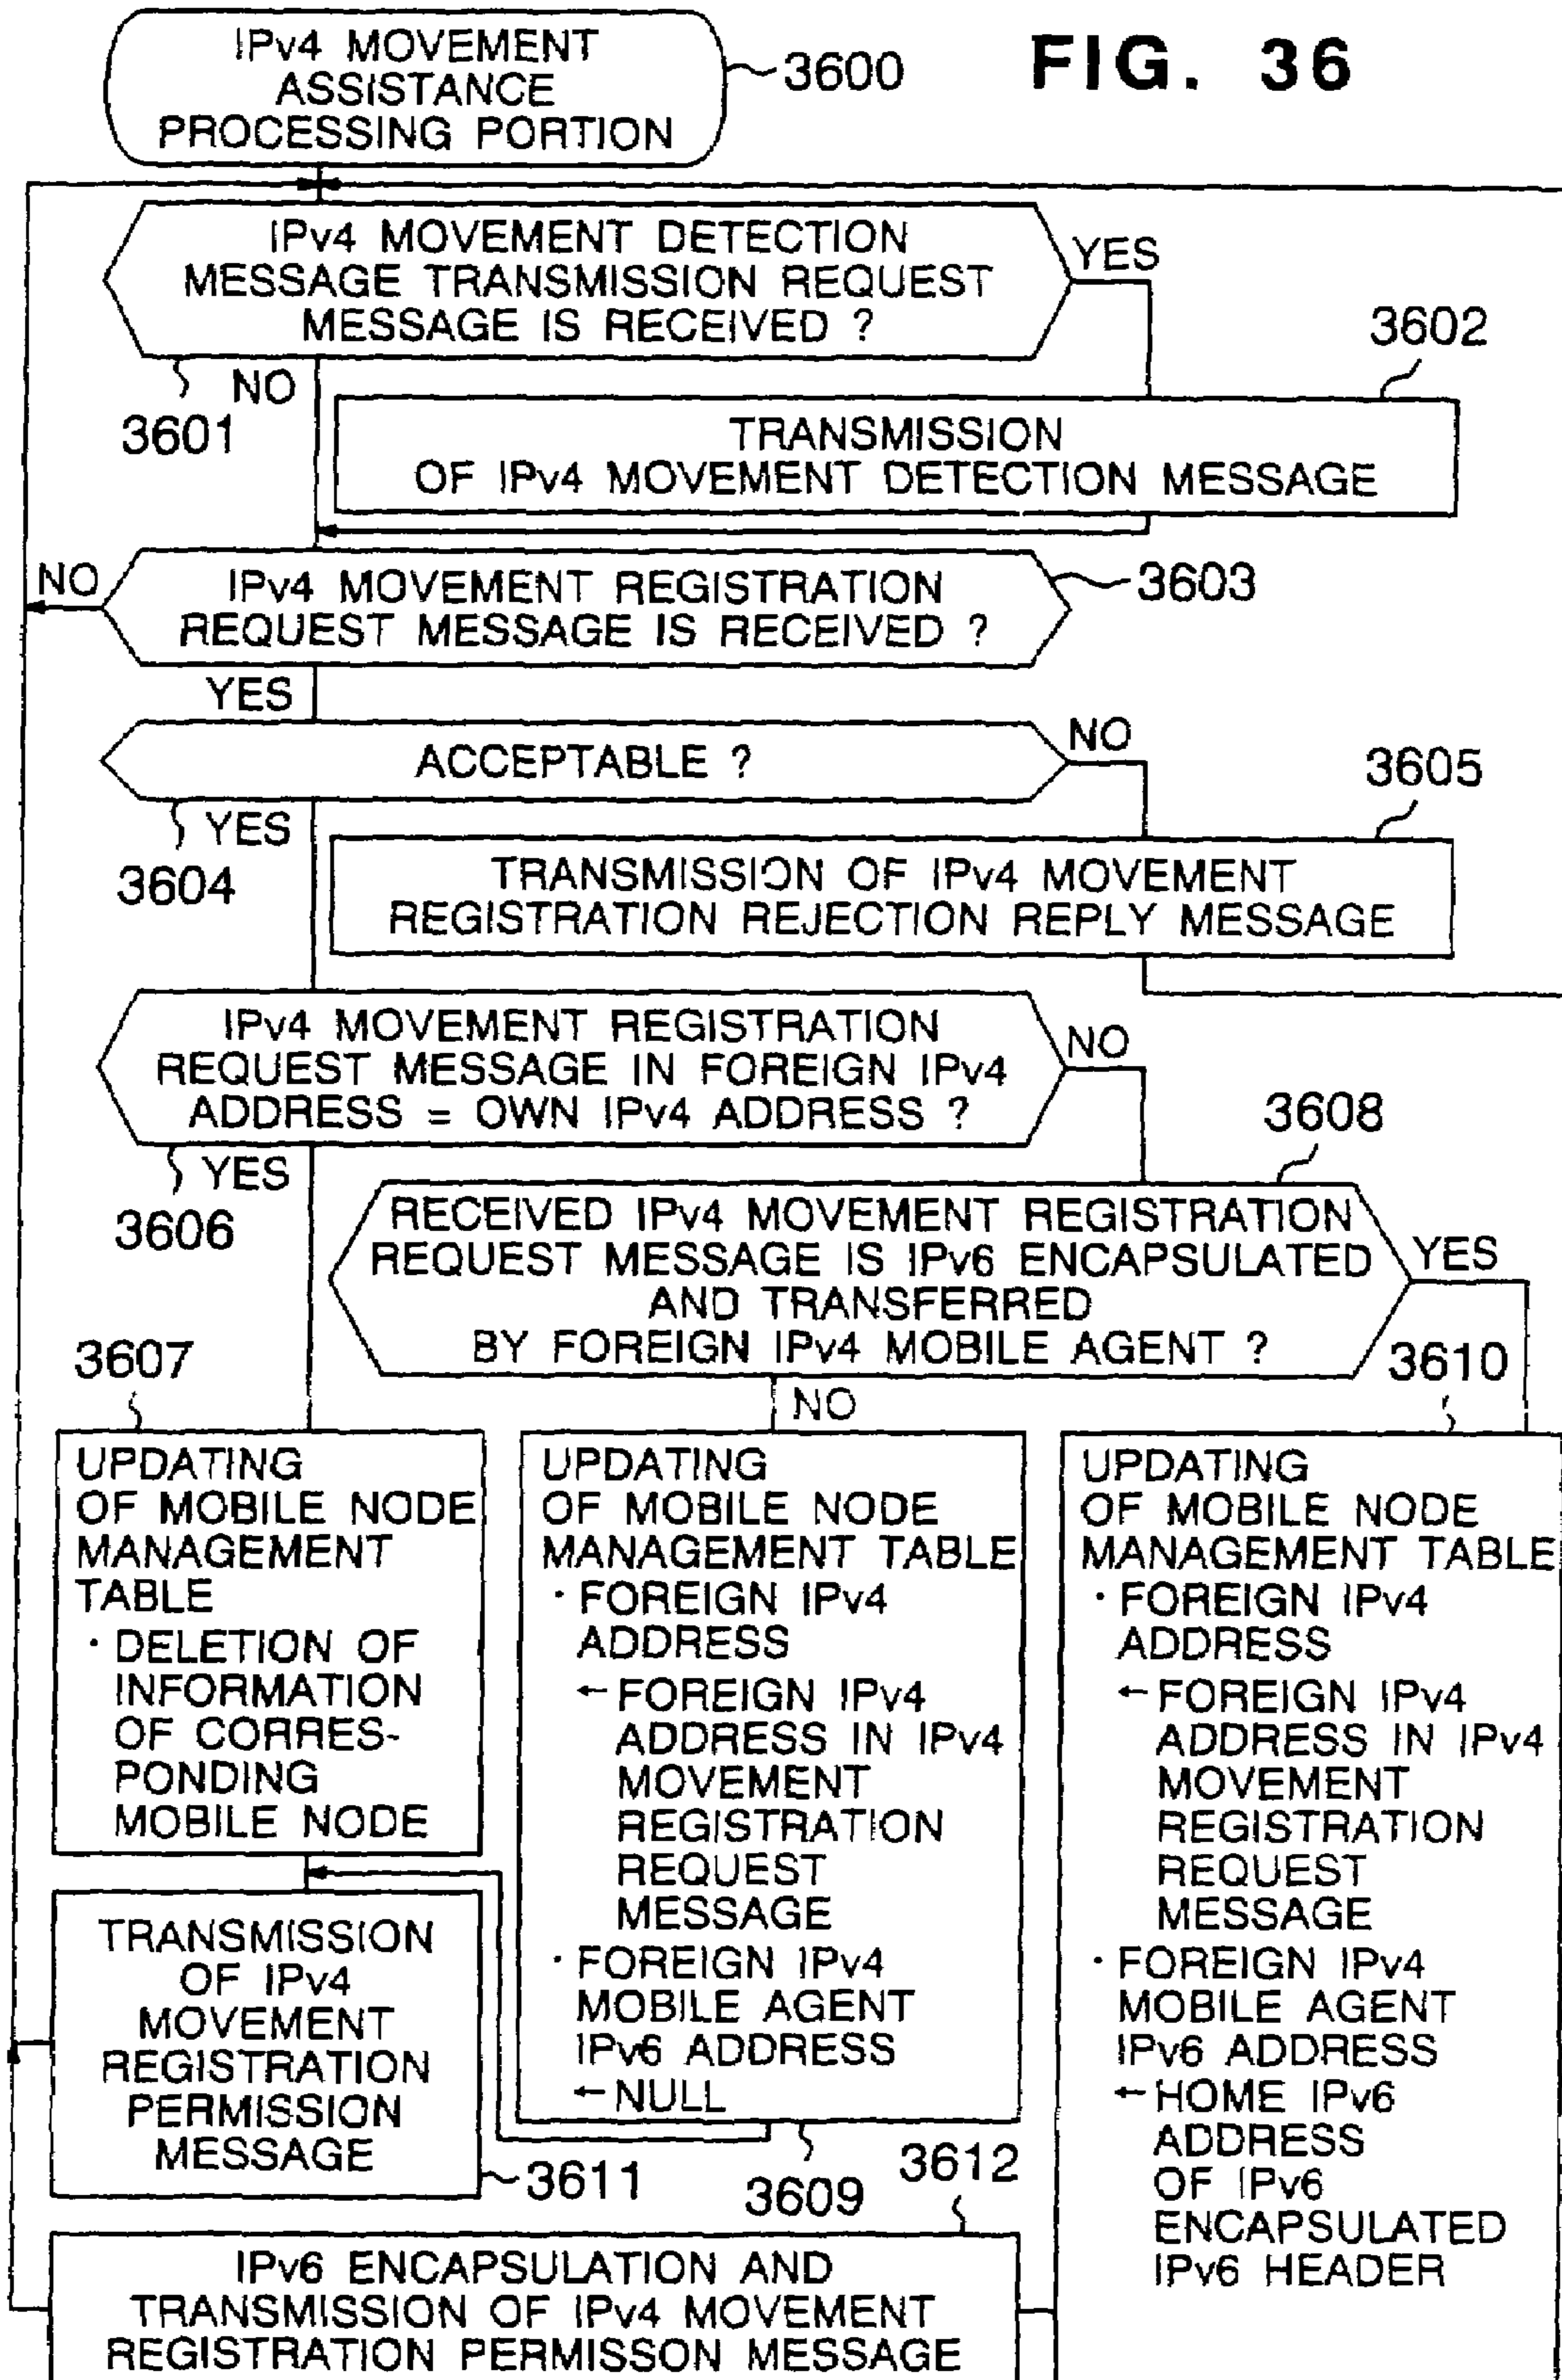 FIG. 36
IPv4 MOVEMENT
ASSISTANCE
PROCESSING PORTION
3600
IPv4 MOVEMENT DETECTION
MESSAGE TRANSMISSION REQUEST
MESSAGE IS RECEIVED ?
YES
NO
3601
3602
TRANSMISSION
OF IPv4 MOVEMENT DETECTION MESSAGE
NO
IPv4 MOVEMENT REGISTRATION
REQUEST MESSAGE IS RECEIVED ?
3603
YES
ACCEPTABLE ?
NO
YES
3604
3605
TRANSMISSION OF IPv4 MOVEMENT
REGISTRATION REJECTION REPLY MESSAGE
IPv4 MOVEMENT REGISTRATION
REQUEST MESSAGE IN FOREIGN IPv4
ADDRESS = OWN IPv4 ADDRESS ?
NO
YES
3606
3608
RECEIVED IPv4 MOVEMENT REGISTRATION
REQUEST MESSAGE IS IPv6 ENCAPSULATED
AND TRANSFERRED
BY FOREIGN IPv4 MOBILE AGENT ?
YES
NO
3607
UPDATING
OF MOBILE NODE
MANAGEMENT
TABLE
· DELETION OF
INFORMATION
OF CORRES-
PONDING
MOBILE NODE
UPDATING
OF MOBILE NODE
MANAGEMENT TABLE
· FOREIGN IPv4
ADDRESS
← FOREIGN IPv4
ADDRESS IN IPv4
MOVEMENT
REGISTRATION
REQUEST
MESSAGE
· FOREIGN IPv4
MOBILE AGENT
IPv6 ADDRESS
← NULL
3609
3610
UPDATING
OF MOBILE NODE
MANAGEMENT TABLE
· FOREIGN IPv4
ADDRESS
← FOREIGN IPv4
ADDRESS IN IPv4
MOVEMENT
REGISTRATION
REQUEST
MESSAGE
· FOREIGN IPv4
MOBILE AGENT
IPv6 ADDRESS
← HOME IPv6
ADDRESS
OF IPv6
ENCAPSULATED
IPv6 HEADER
TRANSMISSION
OF IPv4
MOVEMENT
REGISTRATION
PERMISSION
MESSAGE
3611
3612
IPv6 ENCAPSULATION AND
TRANSMISSION OF IPv4 MOVEMENT
REGISTRATION PERMISSON MESSAGE